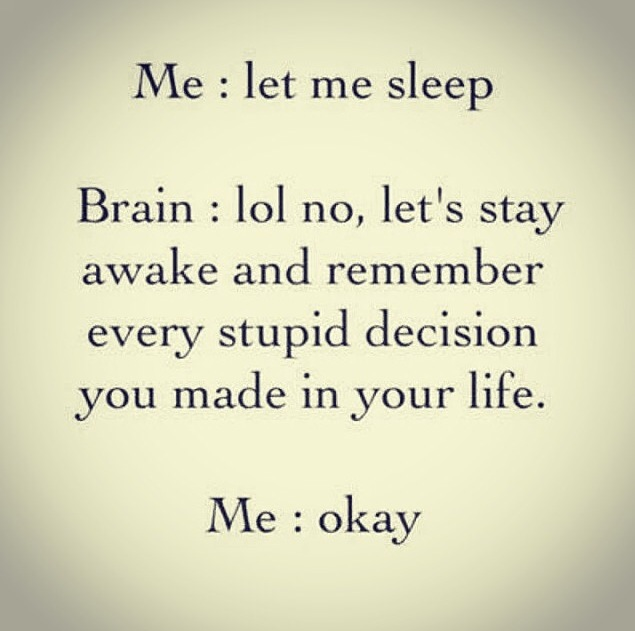 Me : let me sleep
Brain : lol no, let's stay
awake and remember
every stupid decision
you made in your life.
Me : okay